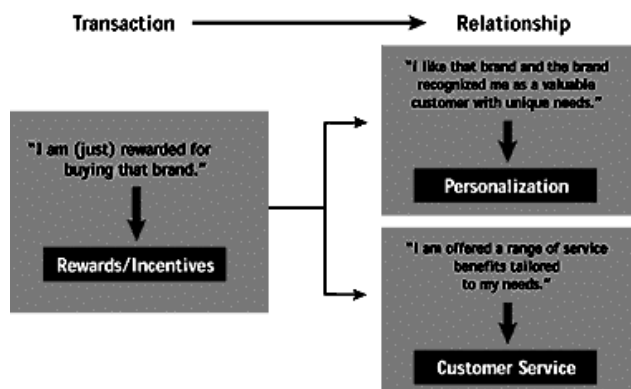 Transaction
Relationship
"I am (just) rewarded for
buying that brand."
Rewards/Incentives
"I like that brand and the brand
recognized me as a valuable
customer with unique needs."
Personalization
"I am offered a range of service
benefits tailored
to my needs."
Customer Service